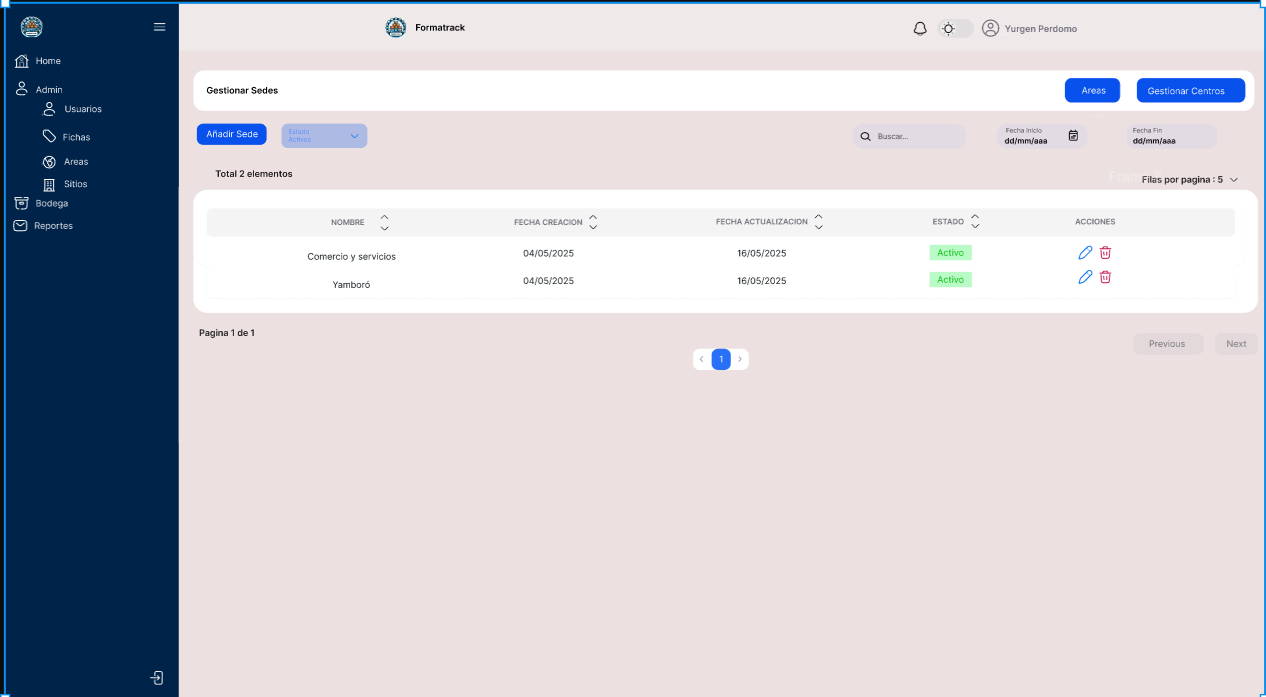 Formatrack
Yurgen Perdomo
Home
Admin
Usuarios
Fichas
Areas
Sitios
Bodega
Reportes
Gestionar Sedes
Areas
Gestionar Centros
Añadir Sede
Estado
Activo
Buscar...
Fecha Inicio
dd/mm/aaa
Fecha Fin
dd/mm/aaa
Total 2 elementos
Filas por pagina : 5
NOMBRE FECHA CREACION FECHA ACTUALIZACION ESTADO ACCIONES
Comercio y servicios 04/05/2025 16/05/2025 Activo
Yamboró 04/05/2025 16/05/2025 Activo
Pagina 1 de 1
1
Previous
Next